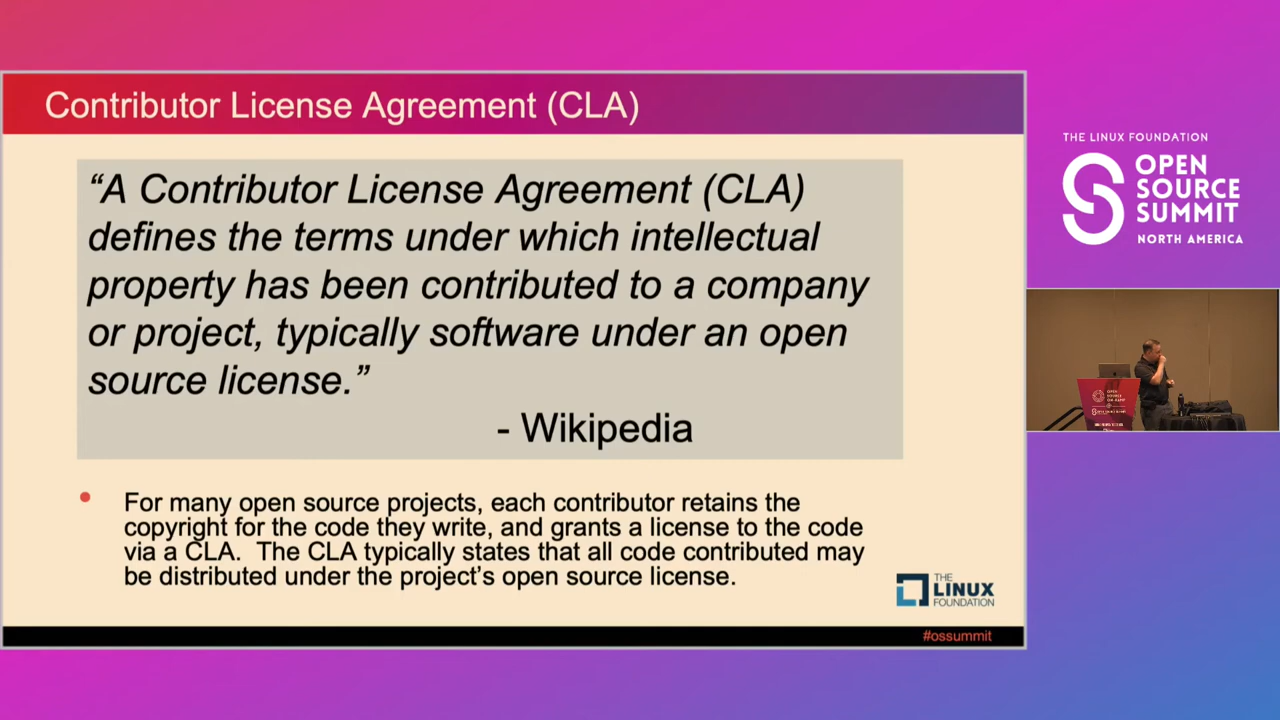 Contributor License Agreement (CLA)
“A Contributor License Agreement (CLA)
defines the terms under which intellectual
property has been contributed to a company
or project, typically software under an open
source license.”
- Wikipedia
• For many open source projects, each contributor retains the
copyright for the code they write, and grants a license to the code
via a CLA.  The CLA typically states that all code contributed may
be distributed under the project’s open source license.
THE
LINUX
FOUNDATION
#ossummit
THE LINUX FOUNDATION
OPEN
SOURCE
SUMMIT
NORTH AMERICA